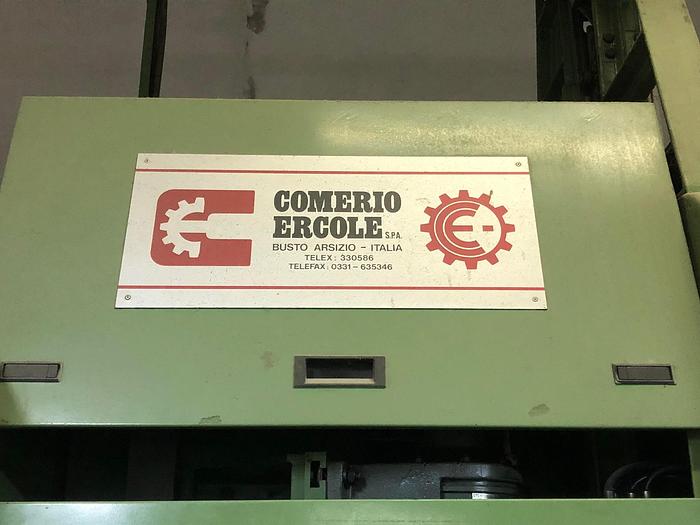 COMERIO
ERCOLE S.P.A.
BUSTO ARSIZIO - ITALIA
TELEX: 330586
TELEFAX: 0331-635346